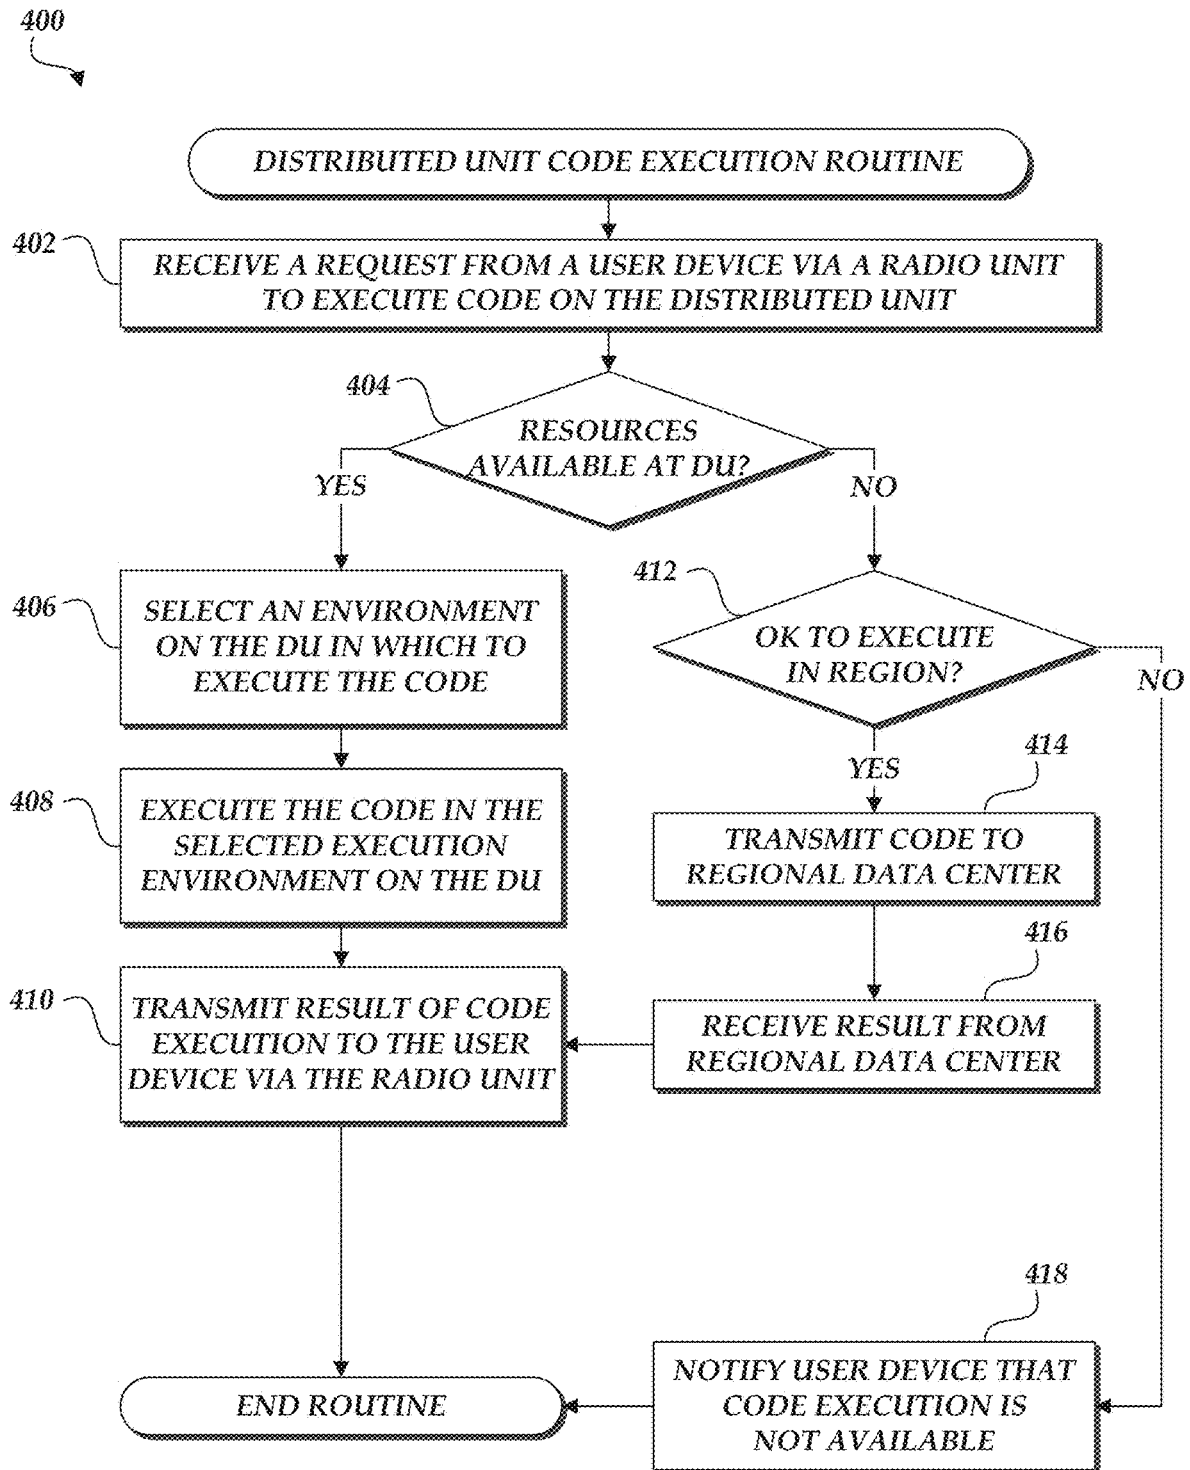 400
DISTRIBUTED UNIT CODE EXECUTION ROUTINE
402
RECEIVE A REQUEST FROM A USER DEVICE VIA A RADIO UNIT
TO EXECUTE CODE ON THE DISTRIBUTED UNIT
404
RESOURCES
AVAILABLE AT DU?
YES
NO
406
SELECT AN ENVIRONMENT
ON THE DU IN WHICH TO
EXECUTE THE CODE
412
OK TO EXECUTE
IN REGION?
NO
YES
408
EXECUTE THE CODE IN THE
SELECTED EXECUTION
ENVIRONMENT ON THE DU
414
TRANSMIT CODE TO
REGIONAL DATA CENTER
410
TRANSMIT RESULT OF CODE
EXECUTION TO THE USER
DEVICE VIA THE RADIO UNIT
416
RECEIVE RESULT FROM
REGIONAL DATA CENTER
418
NOTIFY USER DEVICE THAT
CODE EXECUTION IS
NOT AVAILABLE
END ROUTINE